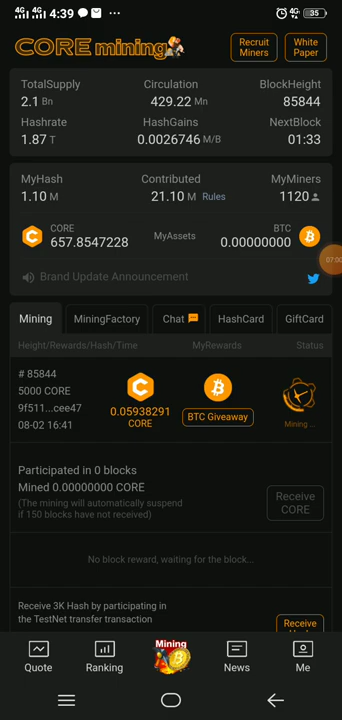 4G 4G 4:39 4G 35
CORE mining
Recruit Miners
White Paper
TotalSupply Circulation BlockHeight
2.1 Bn 429.22 Mn 85844
Hashrate HashGains NextBlock
1.87 T 0.0026746 M/B 01:33
MyHash Contributed MyMiners
1.10 M 21.10 M Rules 1120
CORE BTC
657.8547228 MyAssets 0.00000000
07:00
Brand Update Announcement
Mining MiningFactory Chat HashCard GiftCard
Height/Rewards/Hash/Time MyRewards Status
# 85844
5000 CORE
9f511...cee47
08-02 16:41
0.05938291
CORE
BTC Giveaway
Mining ...
Participated in 0 blocks
Mined 0.00000000 CORE
(The mining will automatically suspend
if 150 blocks have not received)
Receive
CORE
No block reward, waiting for the block...
Receive 3K Hash by participating in
the TestNet transfer transaction
Receive
Mining
Quote Ranking News Me